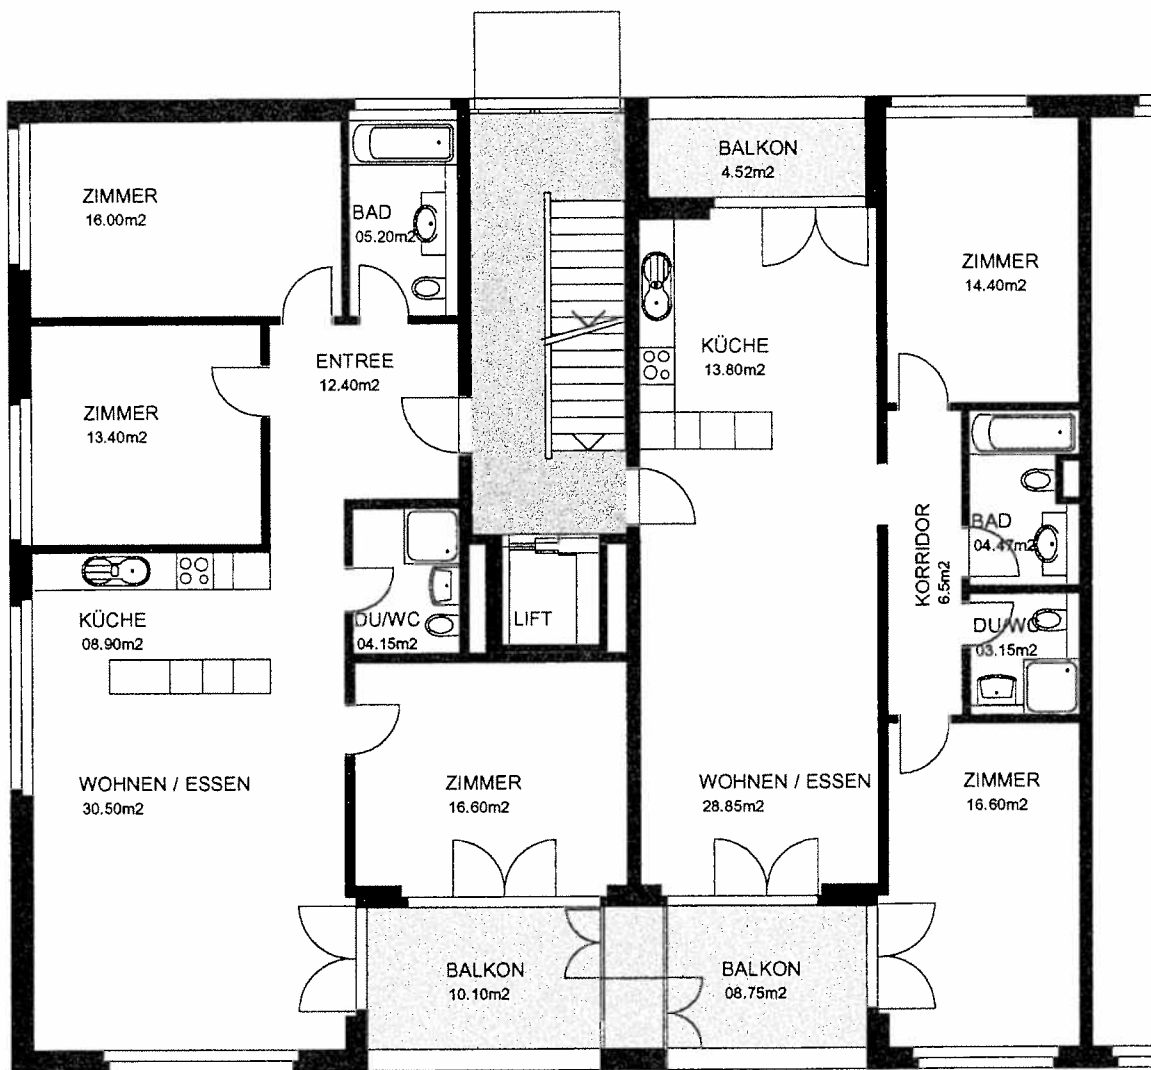 ZIMMER
16.00m2
BAD
05.20m2
BALKON
4.52m2
ZIMMER
14.40m2
ENTREE
12.40m2
KÜCHE
13.80m2
ZIMMER
13.40m2
BAD
04.47m2
KORRIDOR
6.5m2
KÜCHE
08.90m2
DU/WC
04.15m2
LIFT
DU/WC
03.15m2
WOHNEN / ESSEN
30.50m2
ZIMMER
16.60m2
WOHNEN / ESSEN
28.85m2
ZIMMER
16.60m2
BALKON
10.10m2
BALKON
08.75m2